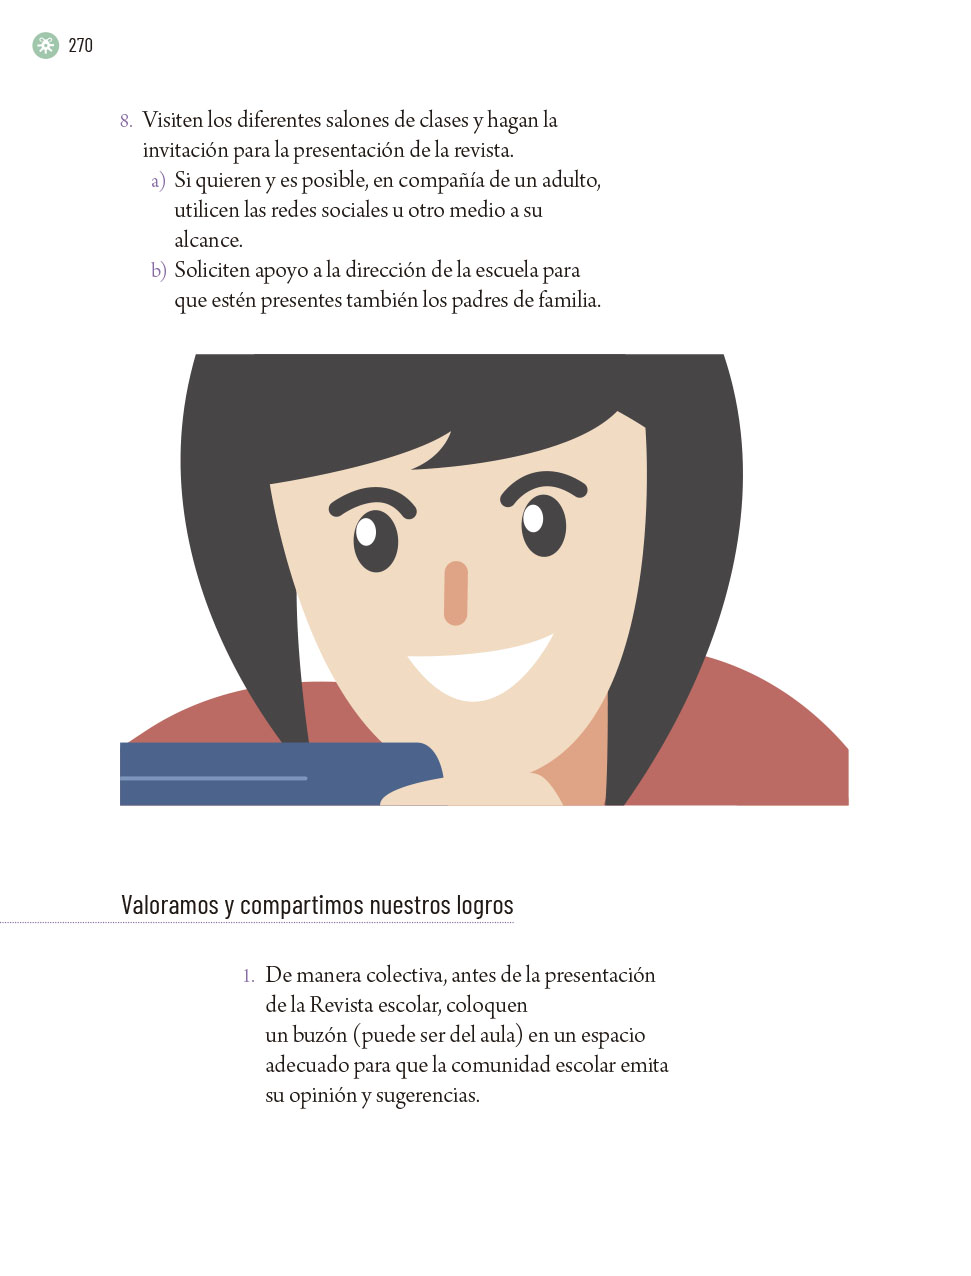 270
8. Visiten los diferentes salones de clases y hagan la
invitación para la presentación de la revista.
a) Si quieren y es posible, en compañía de un adulto,
utilicen las redes sociales u otro medio a su
alcance.
b) Soliciten apoyo a la dirección de la escuela para
que estén presentes también los padres de familia.
Valoramos y compartimos nuestros logros
1. De manera colectiva, antes de la presentación
de la Revista escolar, coloquen
un buzón (puede ser del aula) en un espacio
adecuado para que la comunidad escolar emita
su opinión y sugerencias.